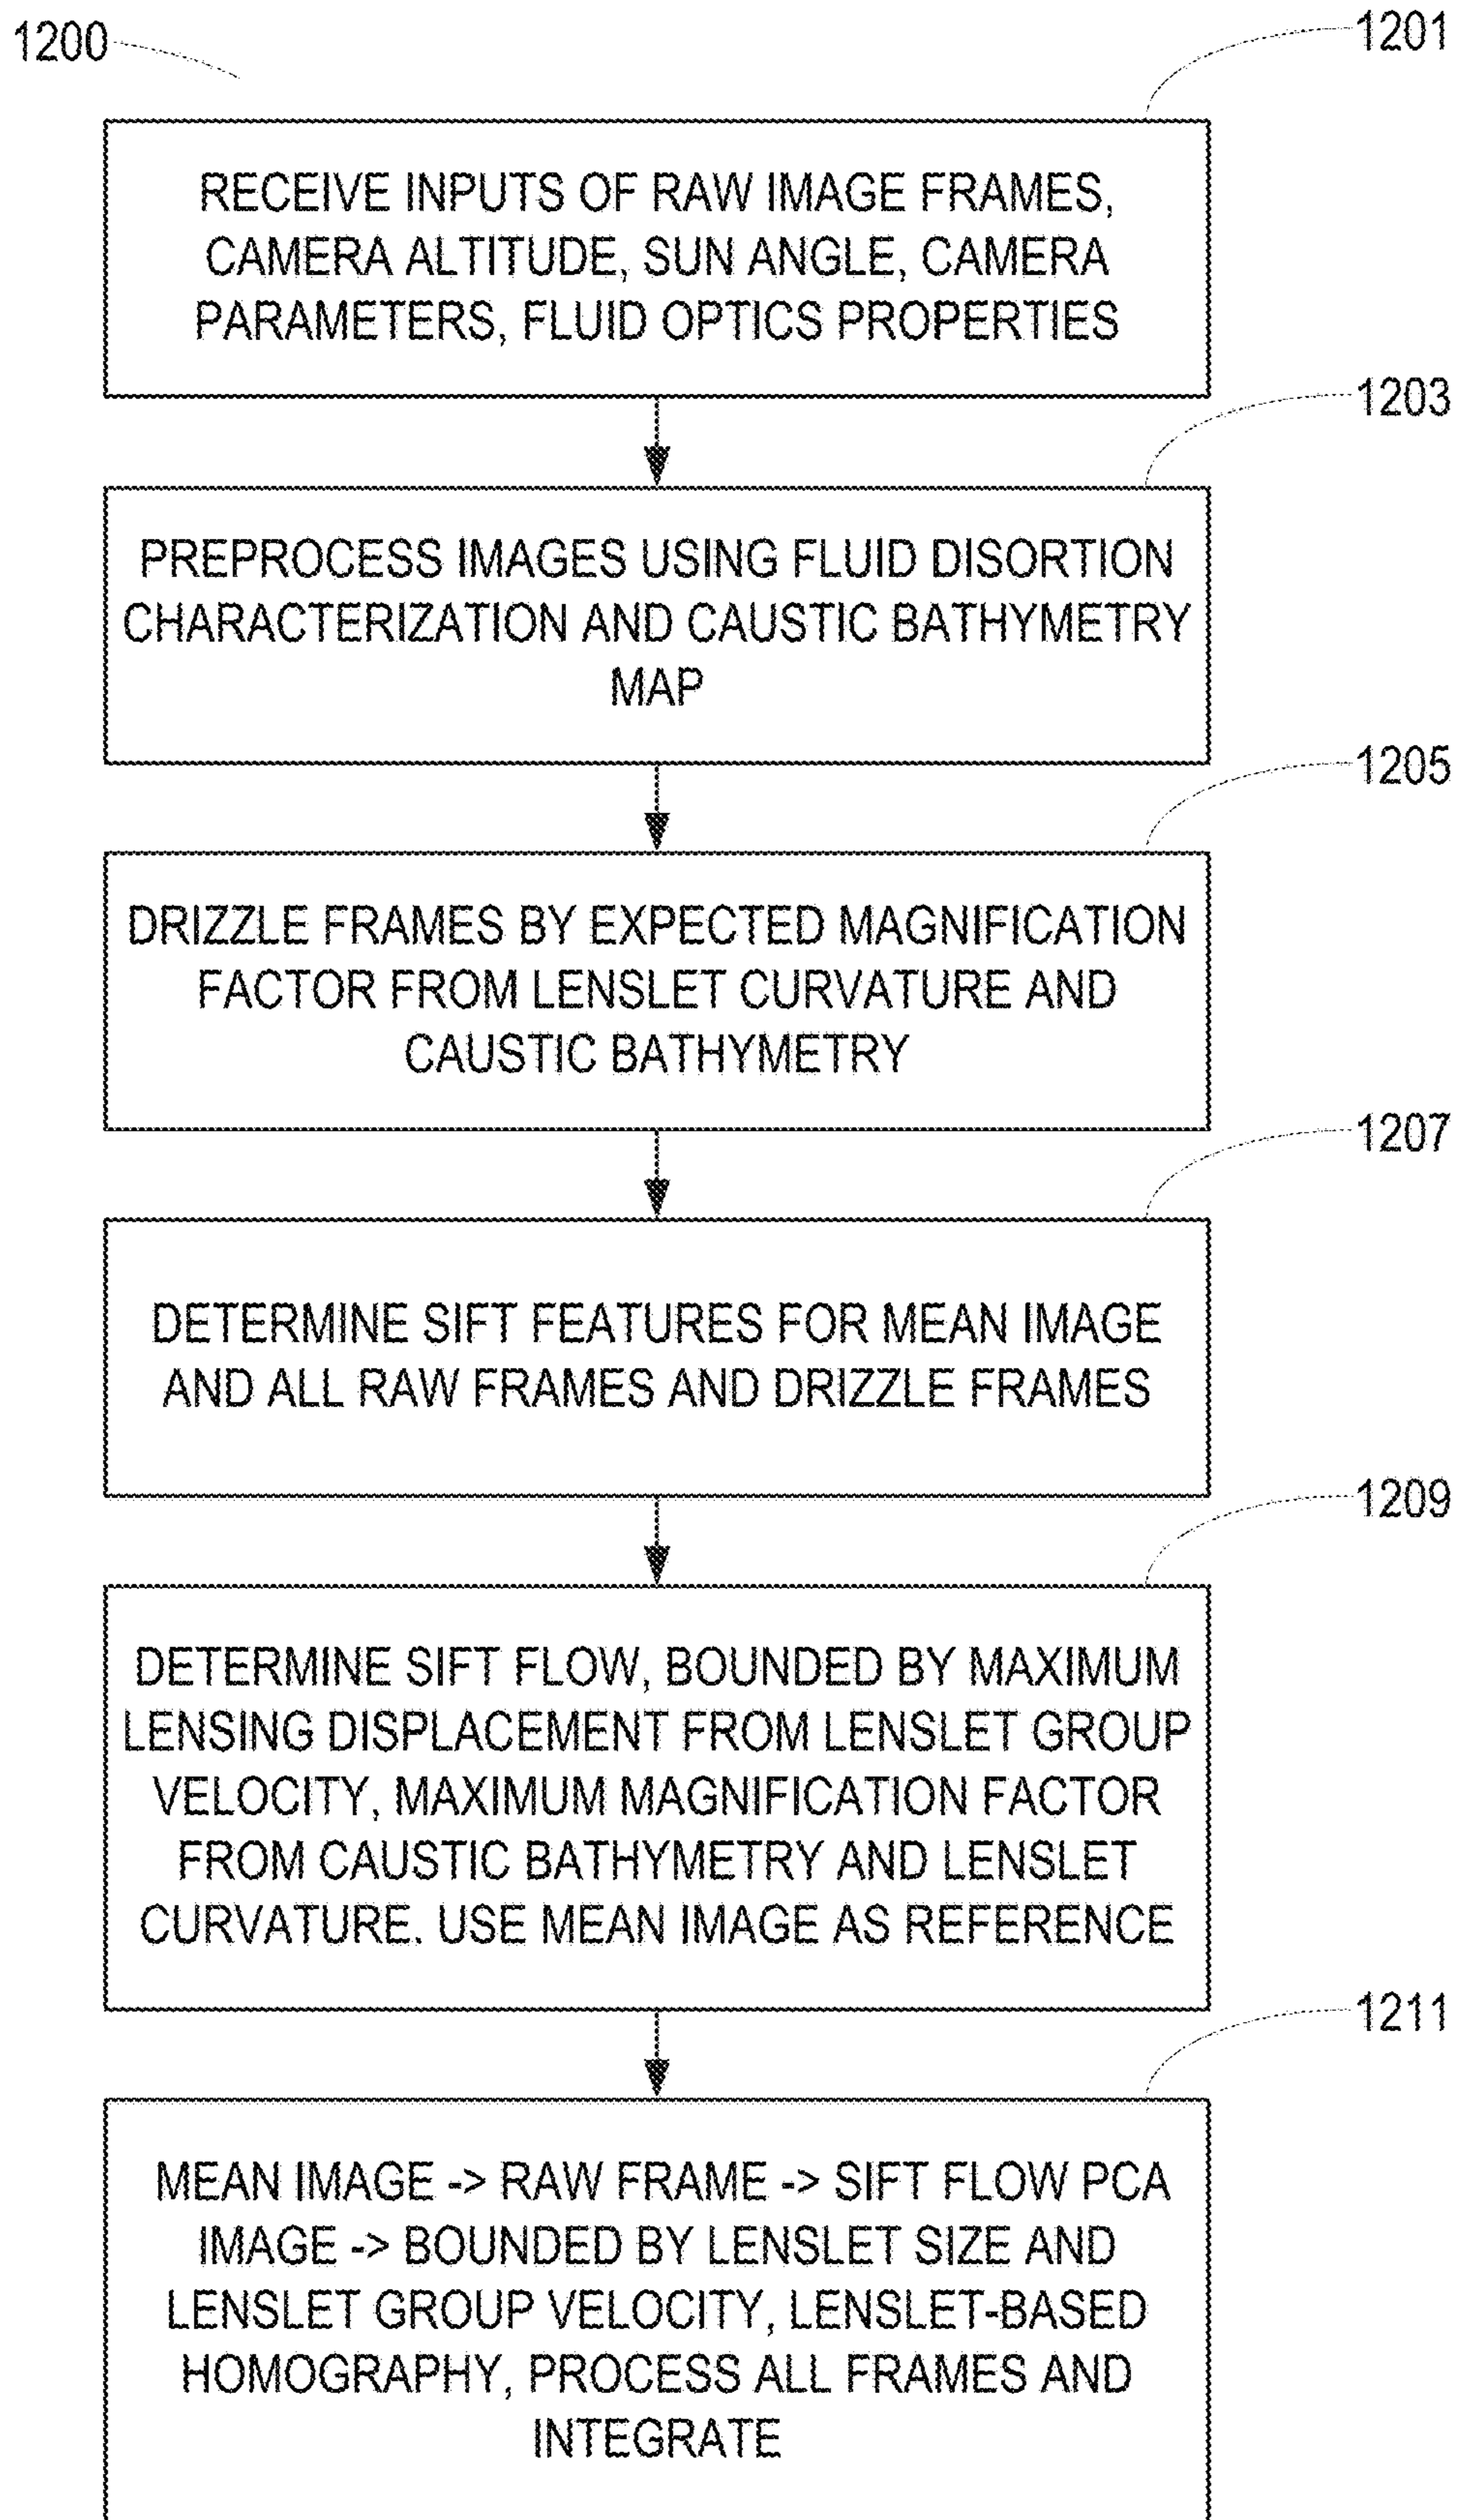 1200
1201
RECEIVE INPUTS OF RAW IMAGE FRAMES,
CAMERA ALTITUDE, SUN ANGLE, CAMERA
PARAMETERS, FLUID OPTICS PROPERTIES
1203
PREPROCESS IMAGES USING FLUID DISORTION
CHARACTERIZATION AND CAUSTIC BATHYMETRY
MAP
1205
DRIZZLE FRAMES BY EXPECTED MAGNIFICATION
FACTOR FROM LENSLET CURVATURE AND
CAUSTIC BATHYMETRY
1207
DETERMINE SIFT FEATURES FOR MEAN IMAGE
AND ALL RAW FRAMES AND DRIZZLE FRAMES
1209
DETERMINE SIFT FLOW, BOUNDED BY MAXIMUM
LENSING DISPLACEMENT FROM LENSLET GROUP
VELOCITY, MAXIMUM MAGNIFICATION FACTOR
FROM CAUSTIC BATHYMETRY AND LENSLET
CURVATURE. USE MEAN IMAGE AS REFERENCE
1211
MEAN IMAGE -> RAW FRAME -> SIFT FLOW PCA
IMAGE -> BOUNDED BY LENSLET SIZE AND
LENSLET GROUP VELOCITY, LENSLET-BASED
HOMOGRAPHY, PROCESS ALL FRAMES AND
INTEGRATE